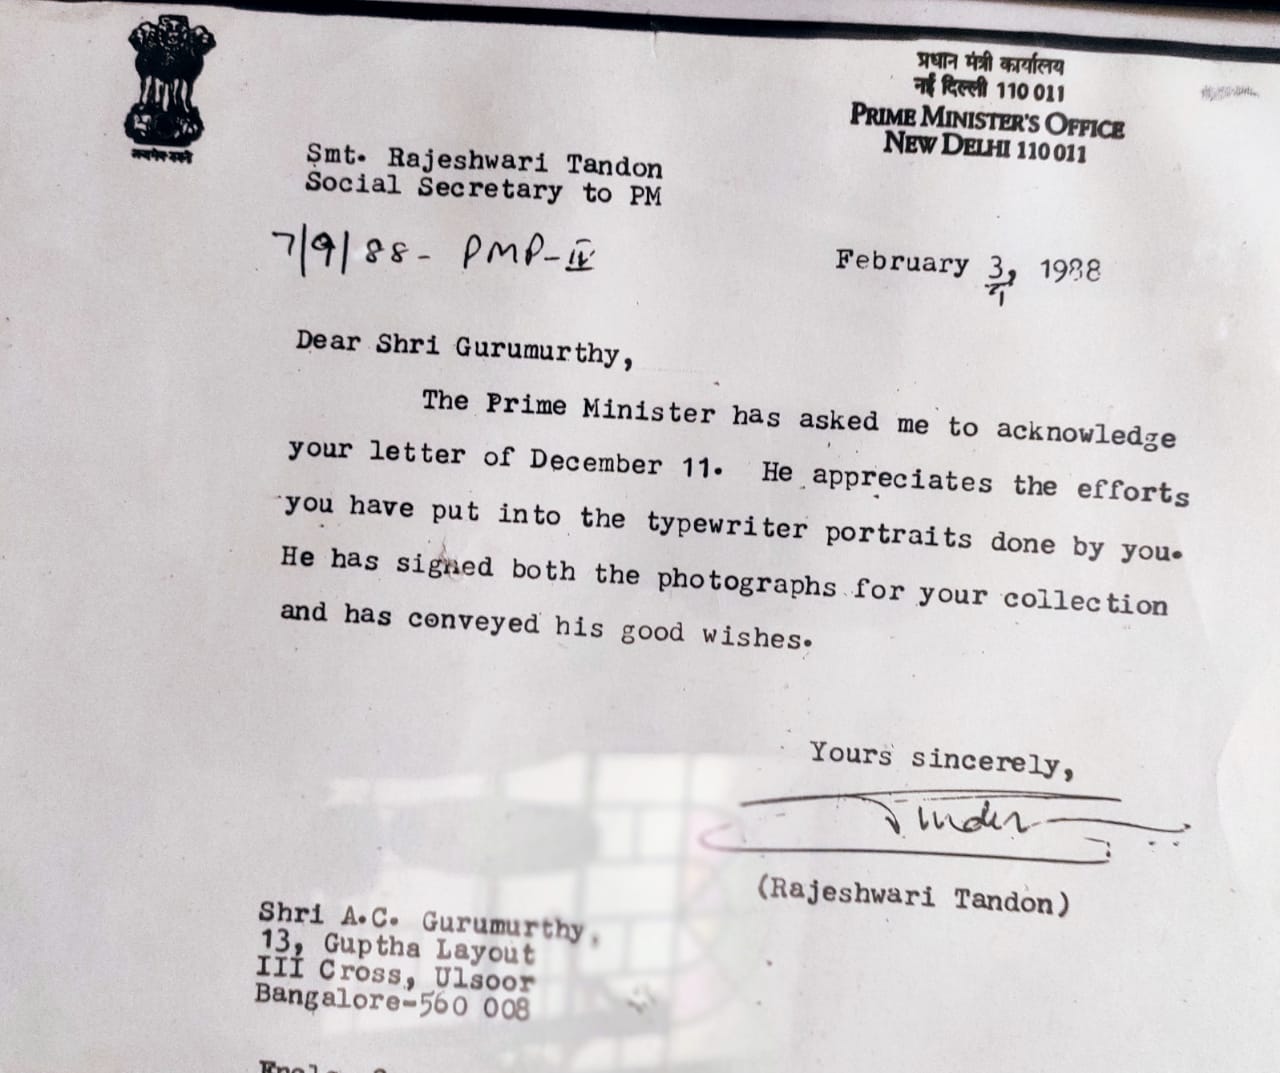 प्रधान मंत्री कार्यालय
नई दिल्ली 110 011
PRIME MINISTER'S OFFICE
NEW DELHI 110 011
सत्यमेव जयते
Smt. Rajeshwari Tandon
Social Secretary to PM
7/9/88- PMP-IV
February 3, 1988
Dear Shri Gurumurthy,
The Prime Minister has asked me to acknowledge
your letter of December 11. He appreciates the efforts
you have put into the typewriter portraits done by you.
He has signed both the photographs for your collection
and has conveyed his good wishes.
Yours sincerely,
(Rajeshwari Tandon)
Shri A.C. Gurumurthy,
13, Guptha Layout
III Cross, Ulsoor
Bangalore-560 008